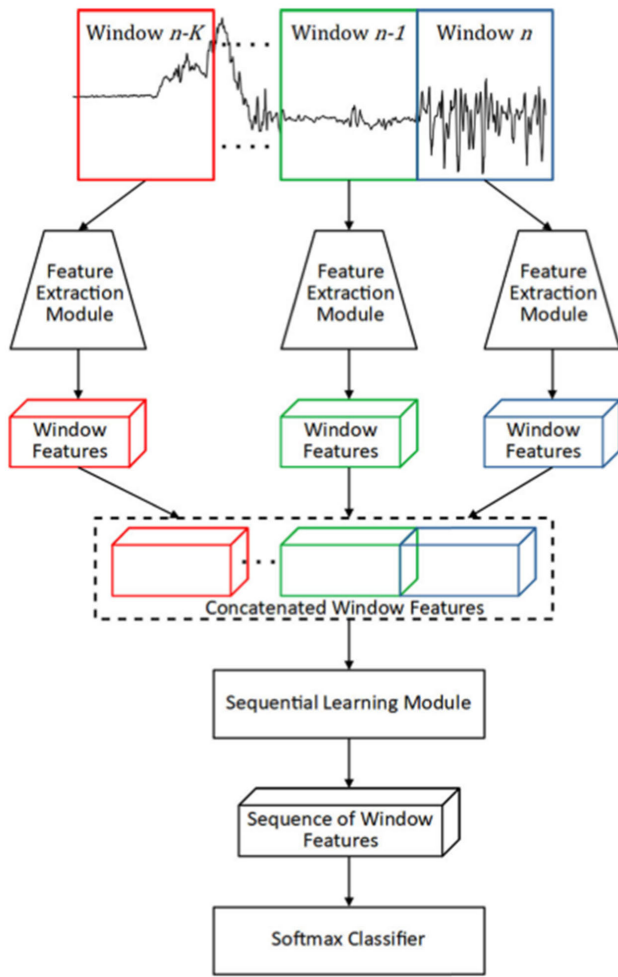 Window n-K
Window n-1
Window n
Feature
Extraction
Module
Feature
Extraction
Module
Feature
Extraction
Module
Window
Features
Window
Features
Window
Features
Concatenated Window Features
Sequential Learning Module
Sequence of Window
Features
Softmax Classifier